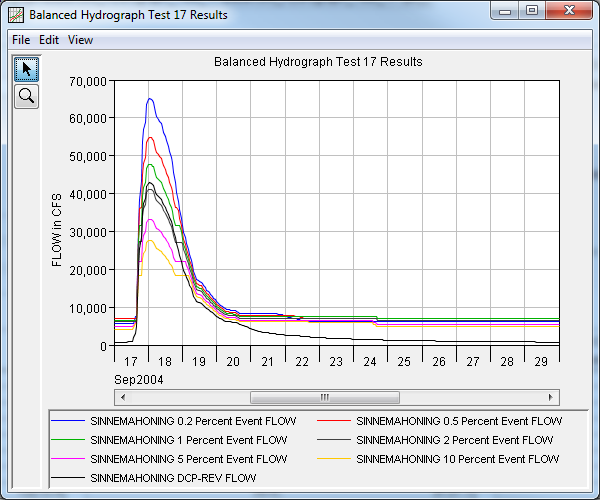 Balanced Hydrograph Test 17 Results
File Edit View
Balanced Hydrograph Test 17 Results
70,000
60,000
50,000
40,000
30,000
20,000
10,000
0
FLOW in CFS
17 18 19 20 21 22 23 24 25 26 27 28 29
Sep2004
SINNEMAHONING 0.2 Percent Event FLOW
SINNEMAHONING 0.5 Percent Event FLOW
SINNEMAHONING 1 Percent Event FLOW
SINNEMAHONING 2 Percent Event FLOW
SINNEMAHONING 5 Percent Event FLOW
SINNEMAHONING 10 Percent Event FLOW
SINNEMAHONING DCP-REV FLOW